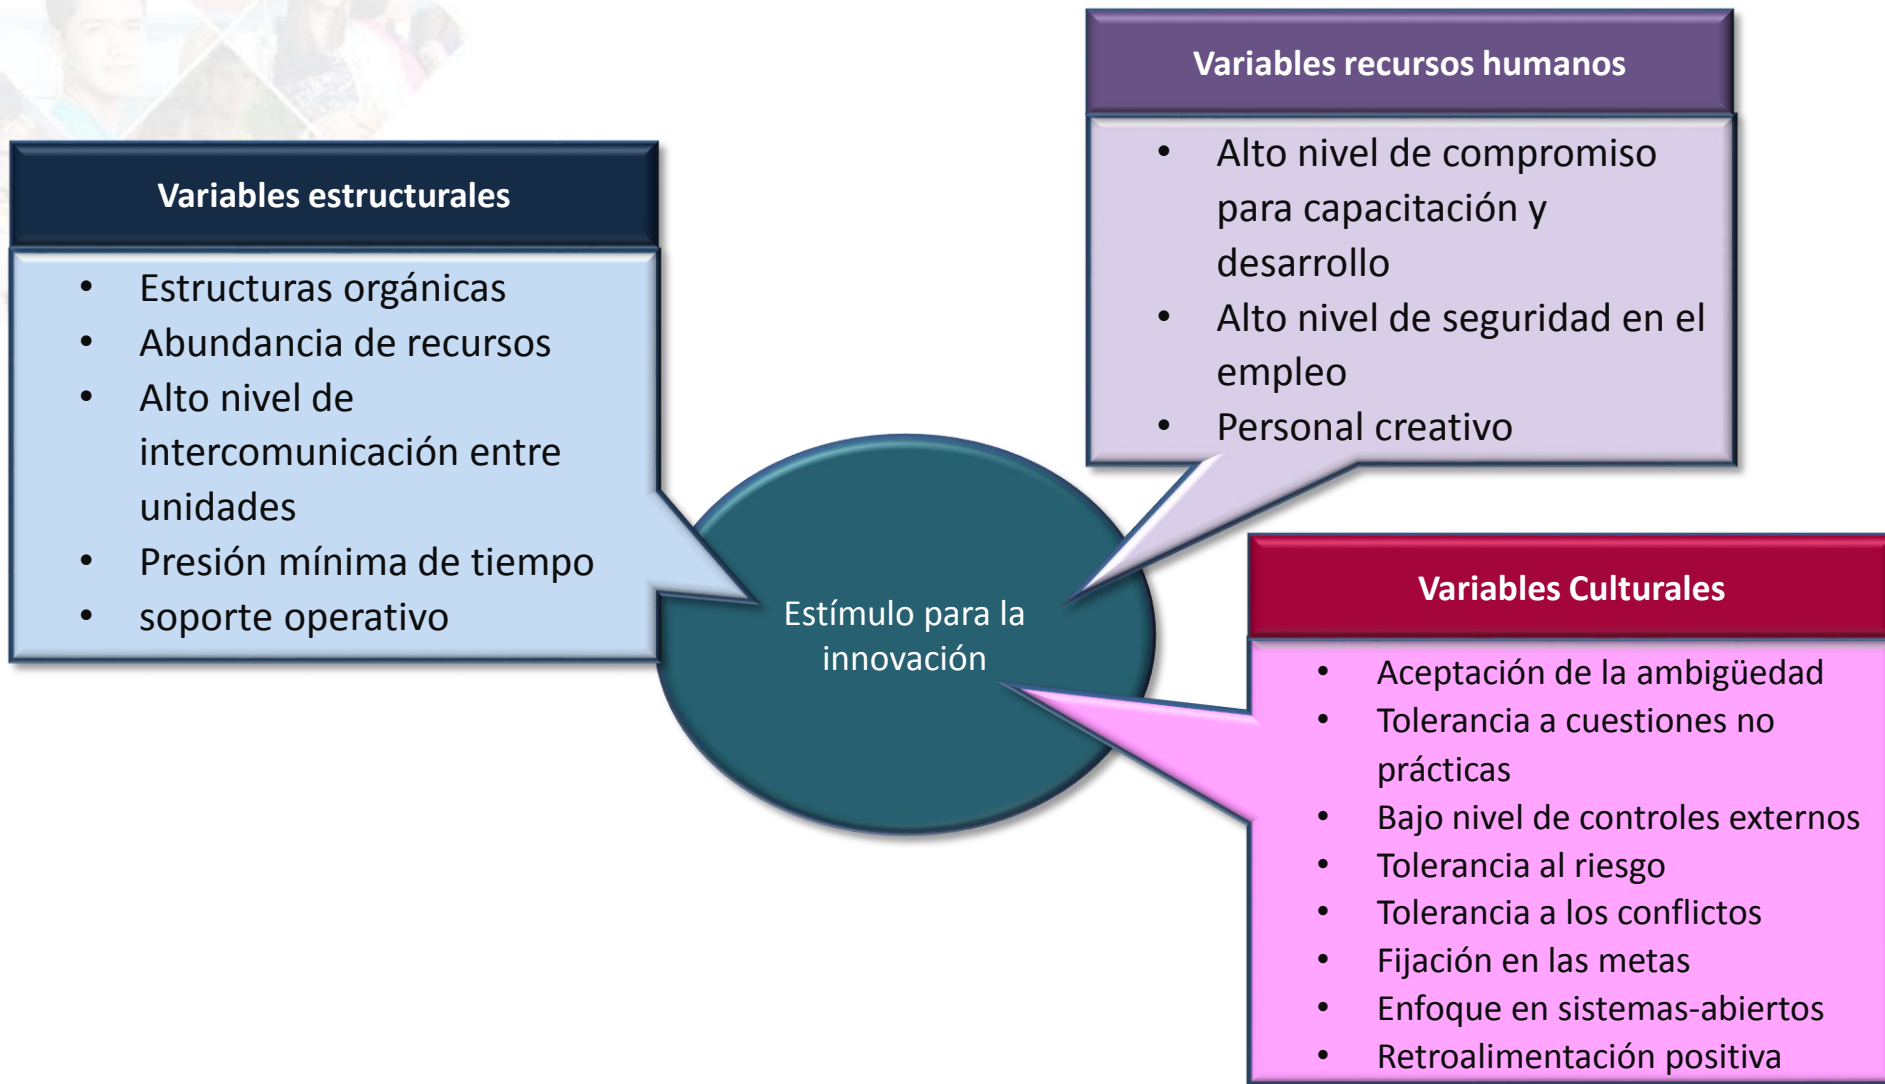 Variables estructurales
• Estructuras orgánicas
• Abundancia de recursos
• Alto nivel de
intercomunicación entre
unidades
• Presión mínima de tiempo
• soporte operativo
Variables recursos humanos
• Alto nivel de compromiso
para capacitación y
desarrollo
• Alto nivel de seguridad en el
empleo
• Personal creativo
Estímulo para la
innovación
Variables Culturales
• Aceptación de la ambigüedad
• Tolerancia a cuestiones no
prácticas
• Bajo nivel de controles externos
• Tolerancia al riesgo
• Tolerancia a los conflictos
• Fijación en las metas
• Enfoque en sistemas-abiertos
• Retroalimentación positiva